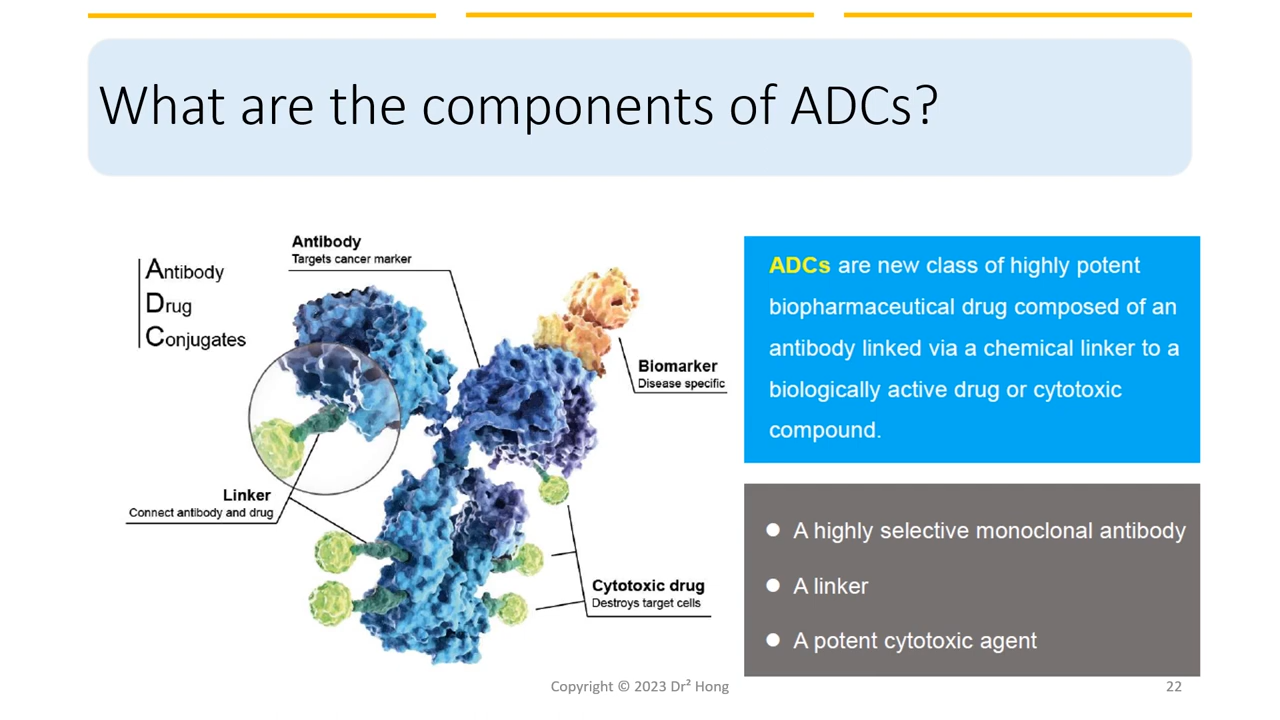 What are the components of ADCs?
Antibody
Drug
Conjugates
Antibody
Targets cancer marker
Biomarker
Disease specific
Linker
Connect antibody and drug
Cytotoxic drug
Destroys target cells
ADCs are new class of highly potent
biopharmaceutical drug composed of an
antibody linked via a chemical linker to a
biologically active drug or cytotoxic
compound.
● A highly selective monoclonal antibody
● A linker
● A potent cytotoxic agent
Copyright © 2023 Dr² Hong
22